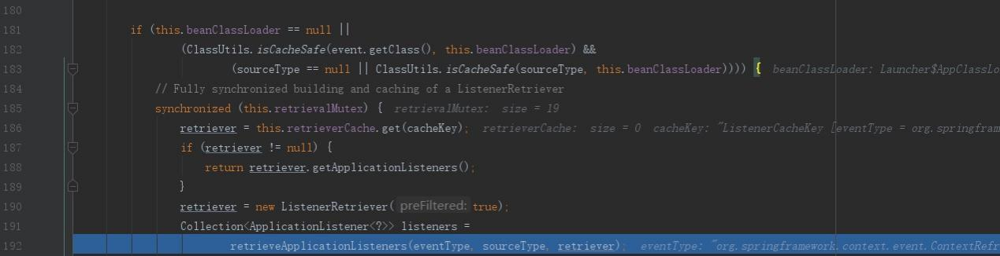 180
181 if (this.beanClassLoader == null ||
182 (ClassUtils.isCacheSafe(event.getClass(), this.beanClassLoader) &&
183 (sourceType == null || ClassUtils.isCacheSafe(sourceType, this.beanClassLoader)))) { beanClassLoader: Launcher$AppClassLo
184 // Fully synchronized building and caching of a ListenerRetriever
185 synchronized (this.retrievalMutex) { retrievalMutex: size = 19
186 retriever = this.retrieverCache.get(cacheKey); retrieverCache: size = 0 cacheKey: "ListenerCacheKey [eventType = org.springfram
187 if (retriever != null) {
188 return retriever.getApplicationListeners();
189 }
190 retriever = new ListenerRetriever( preFiltered: true);
191 Collection<ApplicationListener<?>> listeners =
192 retrieveApplicationListeners(eventType, sourceType, retriever); eventType: "org.springframework.context.event.ContextRefr